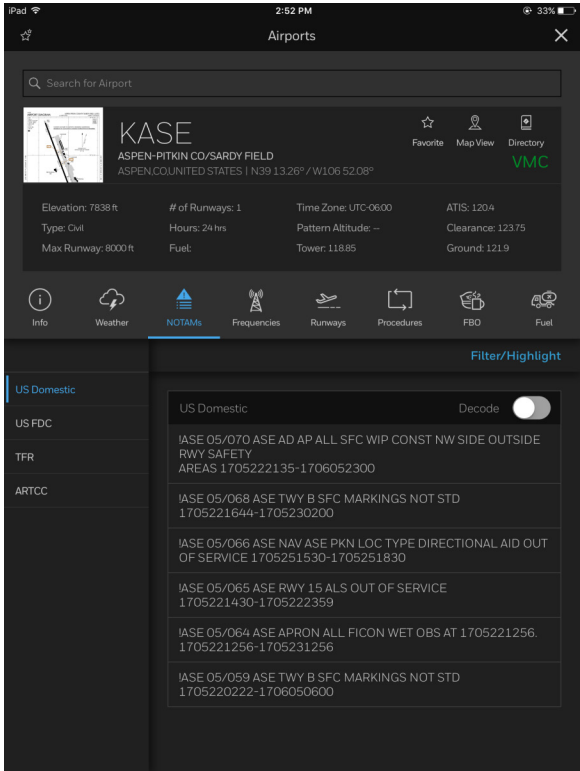 iPad
2:52 PM
33%
Airports
Search for Airport
KASE
ASPEN-PITKIN CO/SARDY FIELD
ASPEN,CO,UNITED STATES | N39 13.26° / W106 52.08°
Favorite Map View Directory
VMC
Elevation: 7838 ft # of Runways: 1 Time Zone: UTC-06:00 ATIS: 120.4
Type: Civil Hours: 24 hrs Pattern Altitude: -- Clearance: 123.75
Max Runway: 8000 ft Fuel: Tower: 118.85 Ground: 121.9
Info Weather NOTAMs Frequencies Runways Procedures FBO Fuel
Filter/Highlight
US Domestic
US FDC
TFR
ARTCC
US Domestic Decode
!ASE 05/070 ASE AD AP ALL SFC WIP CONST NW SIDE OUTSIDE
RWY SAFETY
AREAS 1705222135-1706052300
!ASE 05/068 ASE TWY B SFC MARKINGS NOT STD
1705221644-1705230200
!ASE 05/066 ASE NAV ASE PKN LOC TYPE DIRECTIONAL AID OUT
OF SERVICE 1705251530-1705251830
!ASE 05/065 ASE RWY 15 ALS OUT OF SERVICE
1705221430-1705222359
!ASE 05/064 ASE APRON ALL FICON WET OBS AT 1705221256.
1705221256-1705231256
!ASE 05/059 ASE TWY B SFC MARKINGS NOT STD
1705220222-1706050600